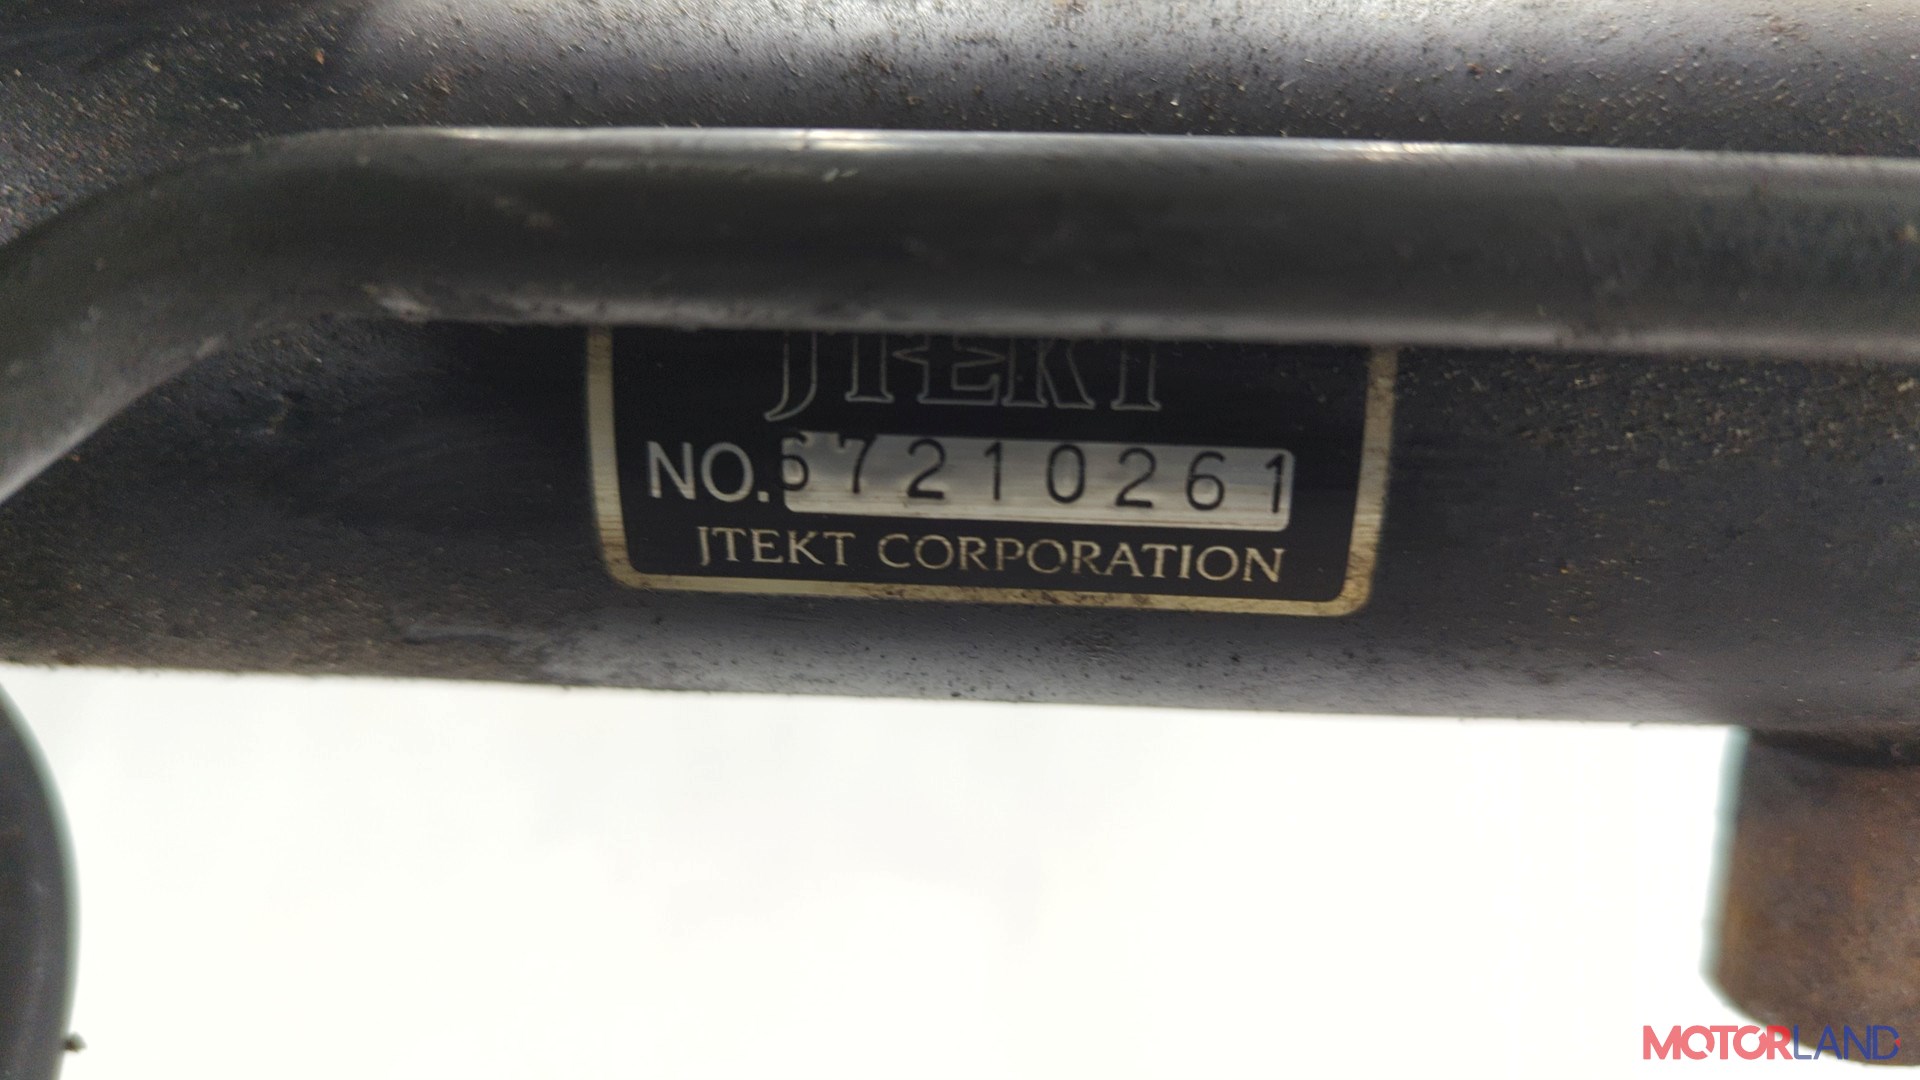 JTEKT
NO.67210261
JTEKT CORPORATION
MOTORLAND